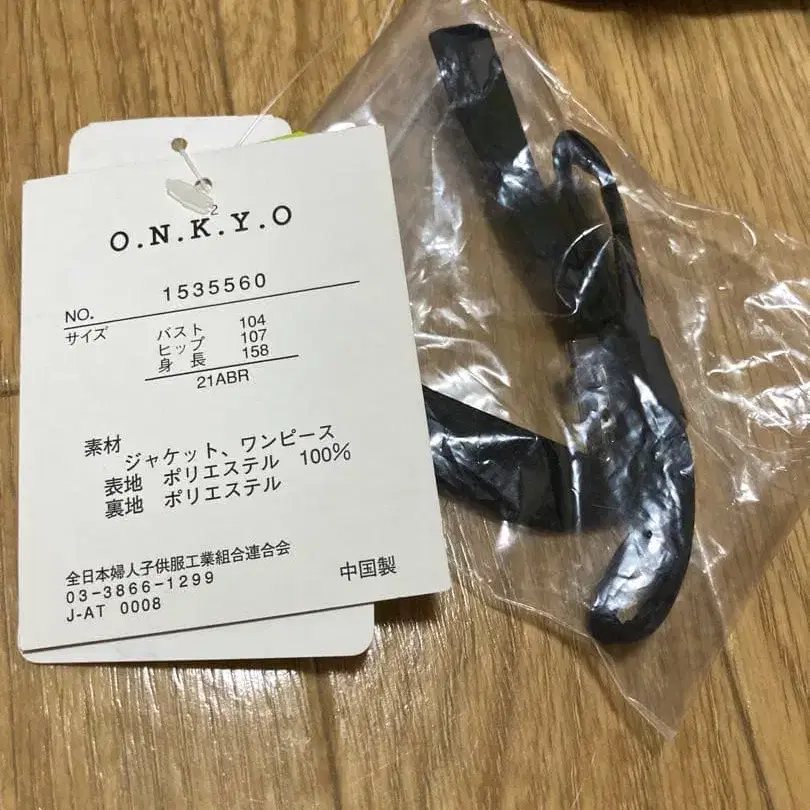 2
O.N.K.Y.O
NO. 1535560
サイズ バスト 104
ヒップ 107
身長 158
21ABR
素材
ジャケット、ワンピース
表地 ポリエステル 100%
裏地 ポリエステル
全日本婦人子供服工業組合連合会
03-3866-1299
J-AT 0008 中国製